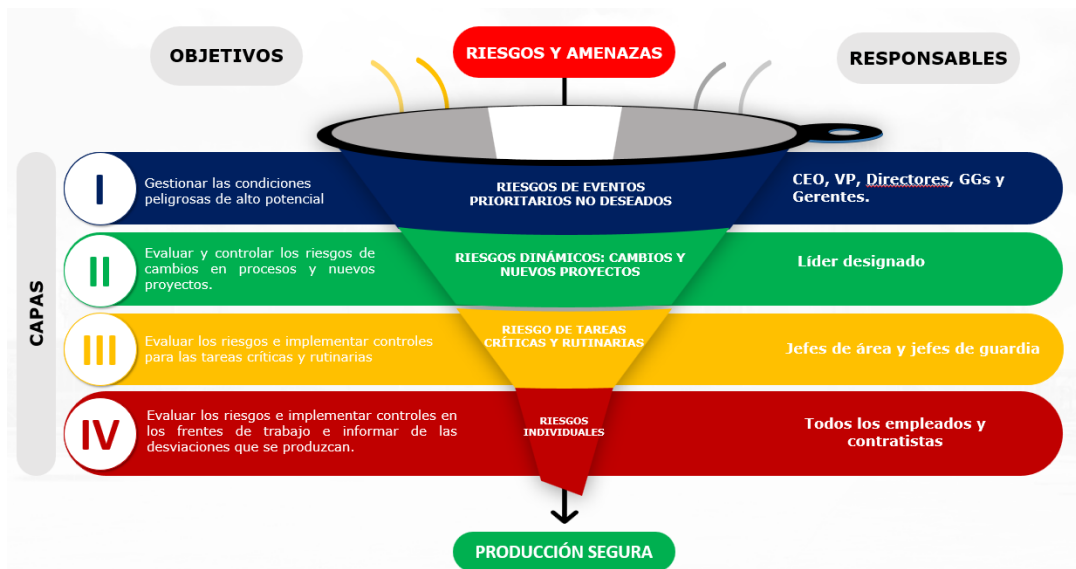 OBJETIVOS
RIESGOS Y AMENAZAS
RESPONSABLES
CAPAS
I
Gestionar las condiciones
peligrosas de alto potencial
RIESGOS DE EVENTOS
PRIORITARIOS NO DESEADOS
CEO, VP, Directores, GGs y
Gerentes.
II
Evaluar y controlar los riesgos de
cambios en procesos y nuevos
proyectos.
RIESGOS DINÁMICOS: CAMBIOS Y
NUEVOS PROYECTOS
Líder designado
III
Evaluar los riesgos e implementar controles
para las tareas críticas y rutinarias
RIESGO DE TAREAS
CRÍTICAS Y RUTINARIAS
Jefes de área y jefes de guardia
IV
Evaluar los riesgos e implementar controles en
los frentes de trabajo e informar de las
desviaciones que se produzcan.
RIESGOS
INDIVIDUALES
Todos los empleados y
contratistas
PRODUCCIÓN SEGURA